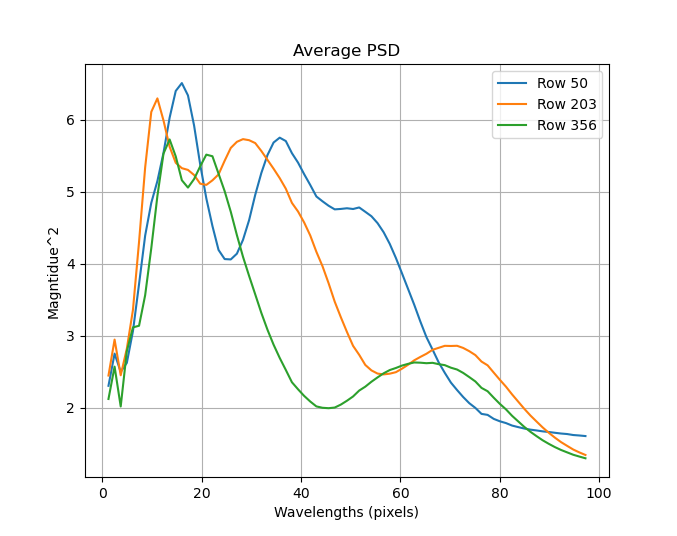 Average PSD
Row 50
Row 203
Row 356
Magntidue^2
6
5
4
3
2
0 20 40 60 80 100
Wavelengths (pixels)